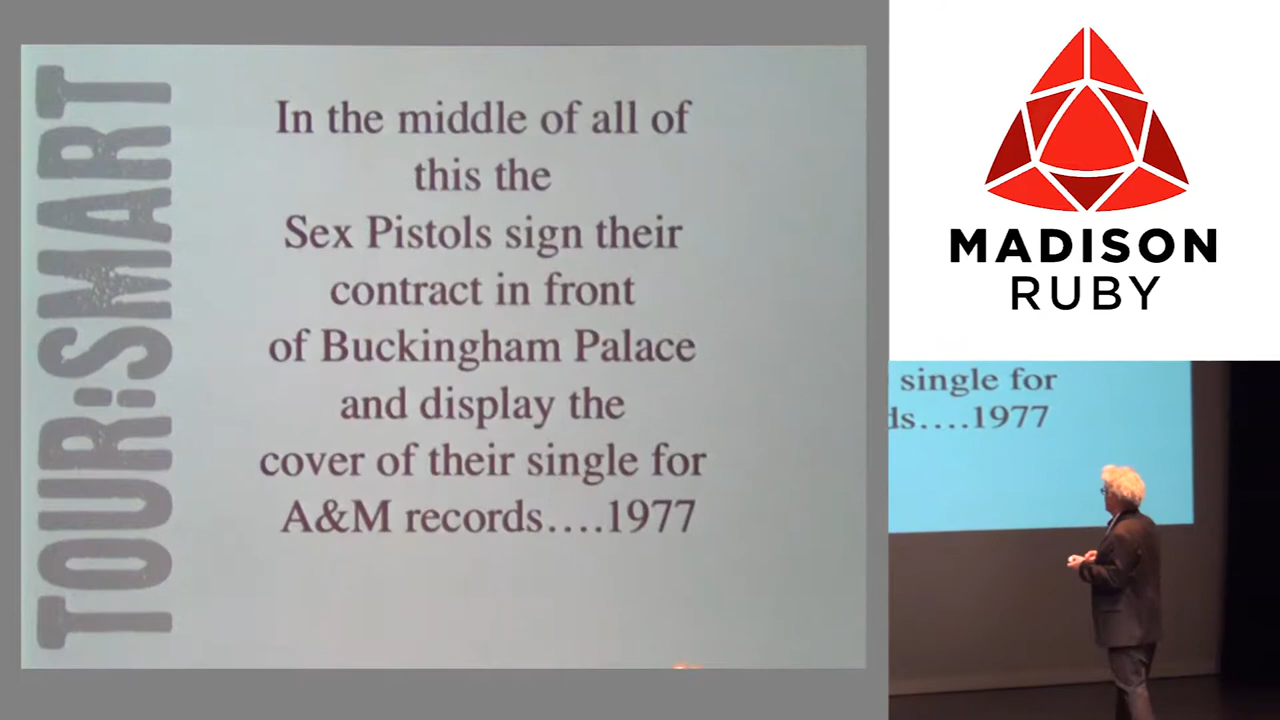 TOUR:SMART
In the middle of all of
this the
Sex Pistols sign their
contract in front
of Buckingham Palace
and display the
cover of their single for
A&M records....1977
MADISON
RUBY
single for
ds....1977